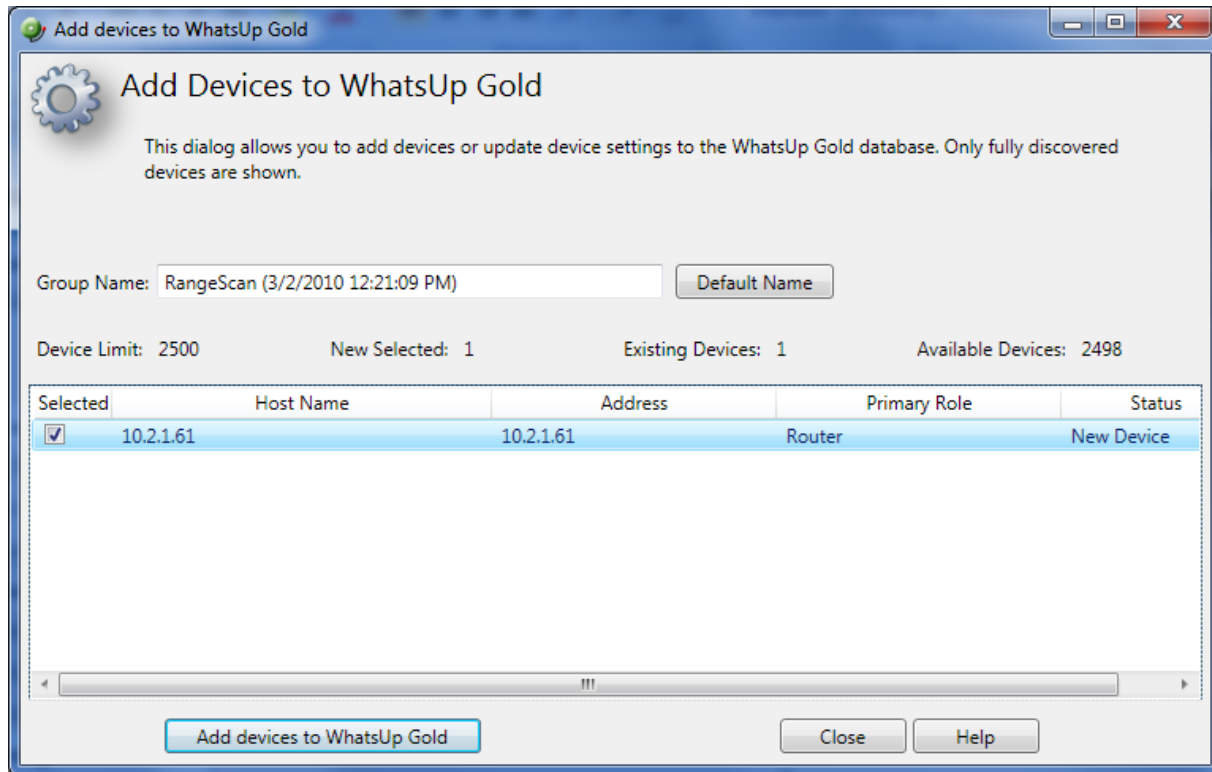 Add devices to WhatsUp Gold
Add Devices to WhatsUp Gold
This dialog allows you to add devices or update device settings to the WhatsUp Gold database. Only fully discovered
devices are shown.
Group Name: RangeScan (3/2/2010 12:21:09 PM) Default Name
Device Limit: 2500 New Selected: 1 Existing Devices: 1 Available Devices: 2498
Selected Host Name Address Primary Role Status
10.2.1.61 10.2.1.61 Router New Device
Add devices to WhatsUp Gold Close Help